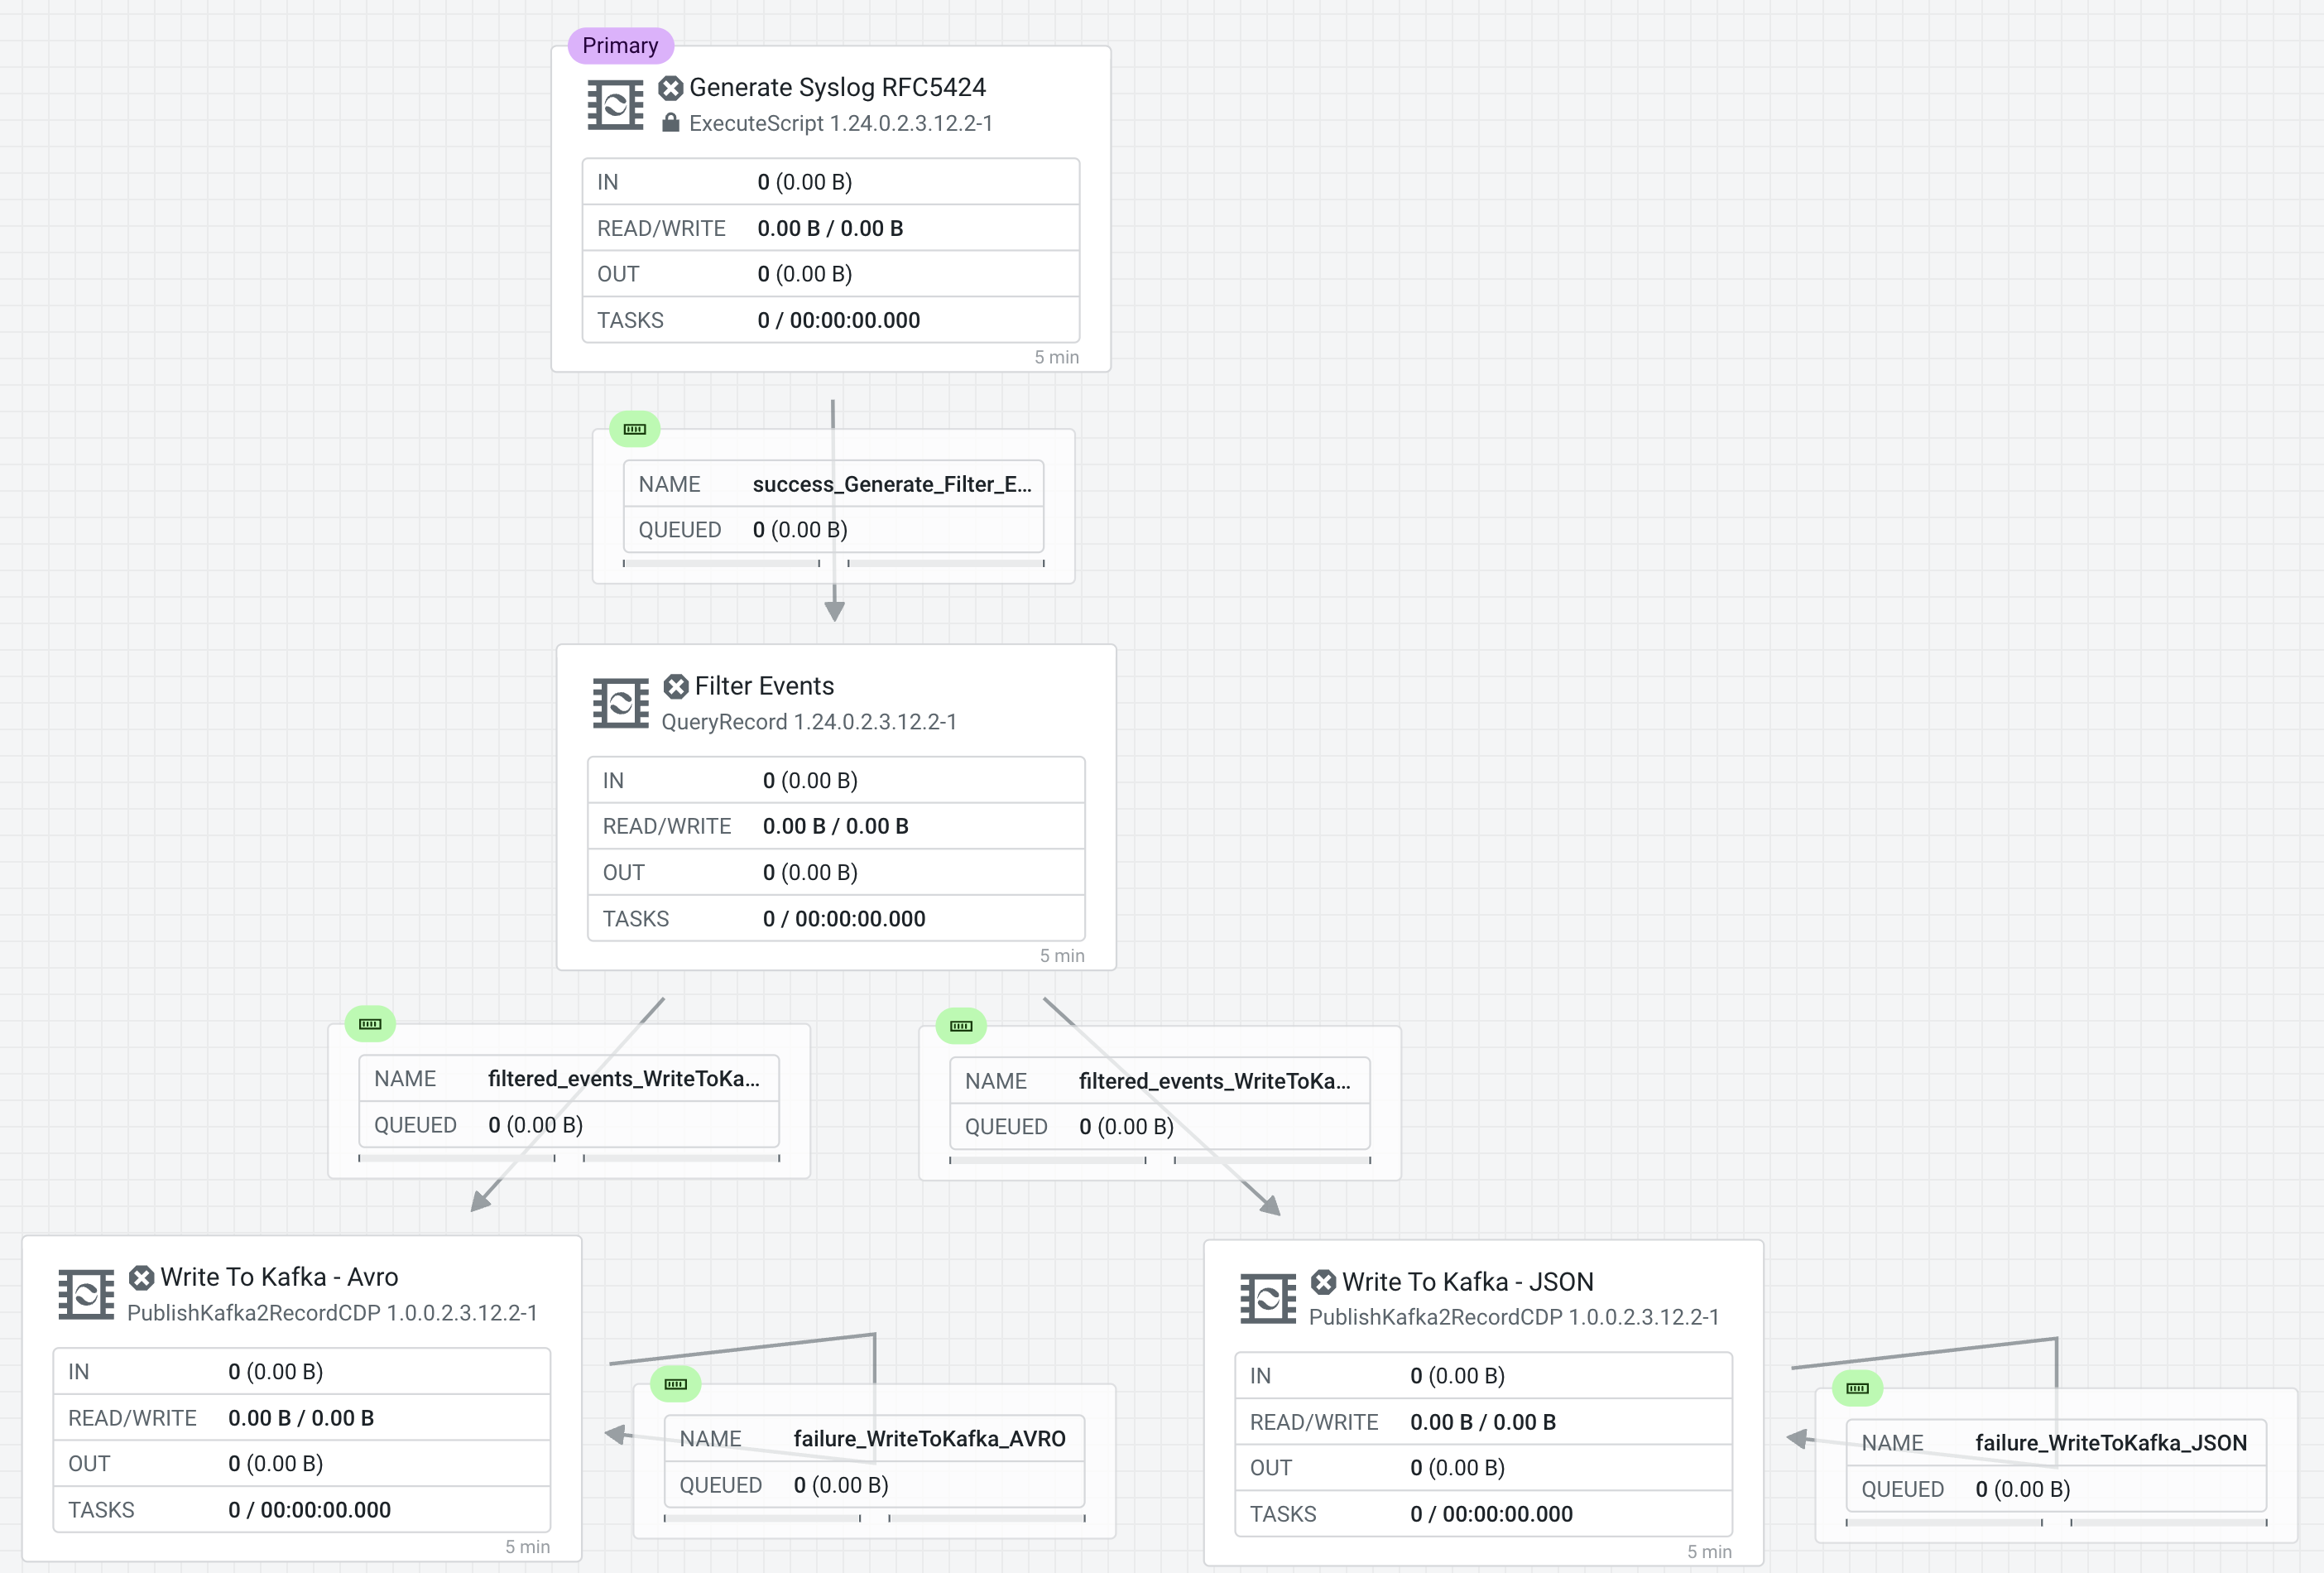 Primary
Generate Syslog RFC5424
ExecuteScript 1.24.0.2.3.12.2-1
IN 0 (0.00 B)
READ/WRITE 0.00 B / 0.00 B
OUT 0 (0.00 B)
TASKS 0 / 00:00:00.000
5 min
NAME success_Generate_Filter_E...
QUEUED 0 (0.00 B)
Filter Events
QueryRecord 1.24.0.2.3.12.2-1
IN 0 (0.00 B)
READ/WRITE 0.00 B / 0.00 B
OUT 0 (0.00 B)
TASKS 0 / 00:00:00.000
5 min
NAME filtered_events_WriteToKa...
QUEUED 0 (0.00 B)
NAME filtered_events_WriteToKa...
QUEUED 0 (0.00 B)
Write To Kafka - Avro
PublishKafka2RecordCDP 1.0.0.2.3.12.2-1
IN 0 (0.00 B)
READ/WRITE 0.00 B / 0.00 B
OUT 0 (0.00 B)
TASKS 0 / 00:00:00.000
5 min
NAME failure_WriteToKafka_AVRO
QUEUED 0 (0.00 B)
Write To Kafka - JSON
PublishKafka2RecordCDP 1.0.0.2.3.12.2-1
IN 0 (0.00 B)
READ/WRITE 0.00 B / 0.00 B
OUT 0 (0.00 B)
TASKS 0 / 00:00:00.000
5 min
NAME failure_WriteToKafka_JSON
QUEUED 0 (0.00 B)